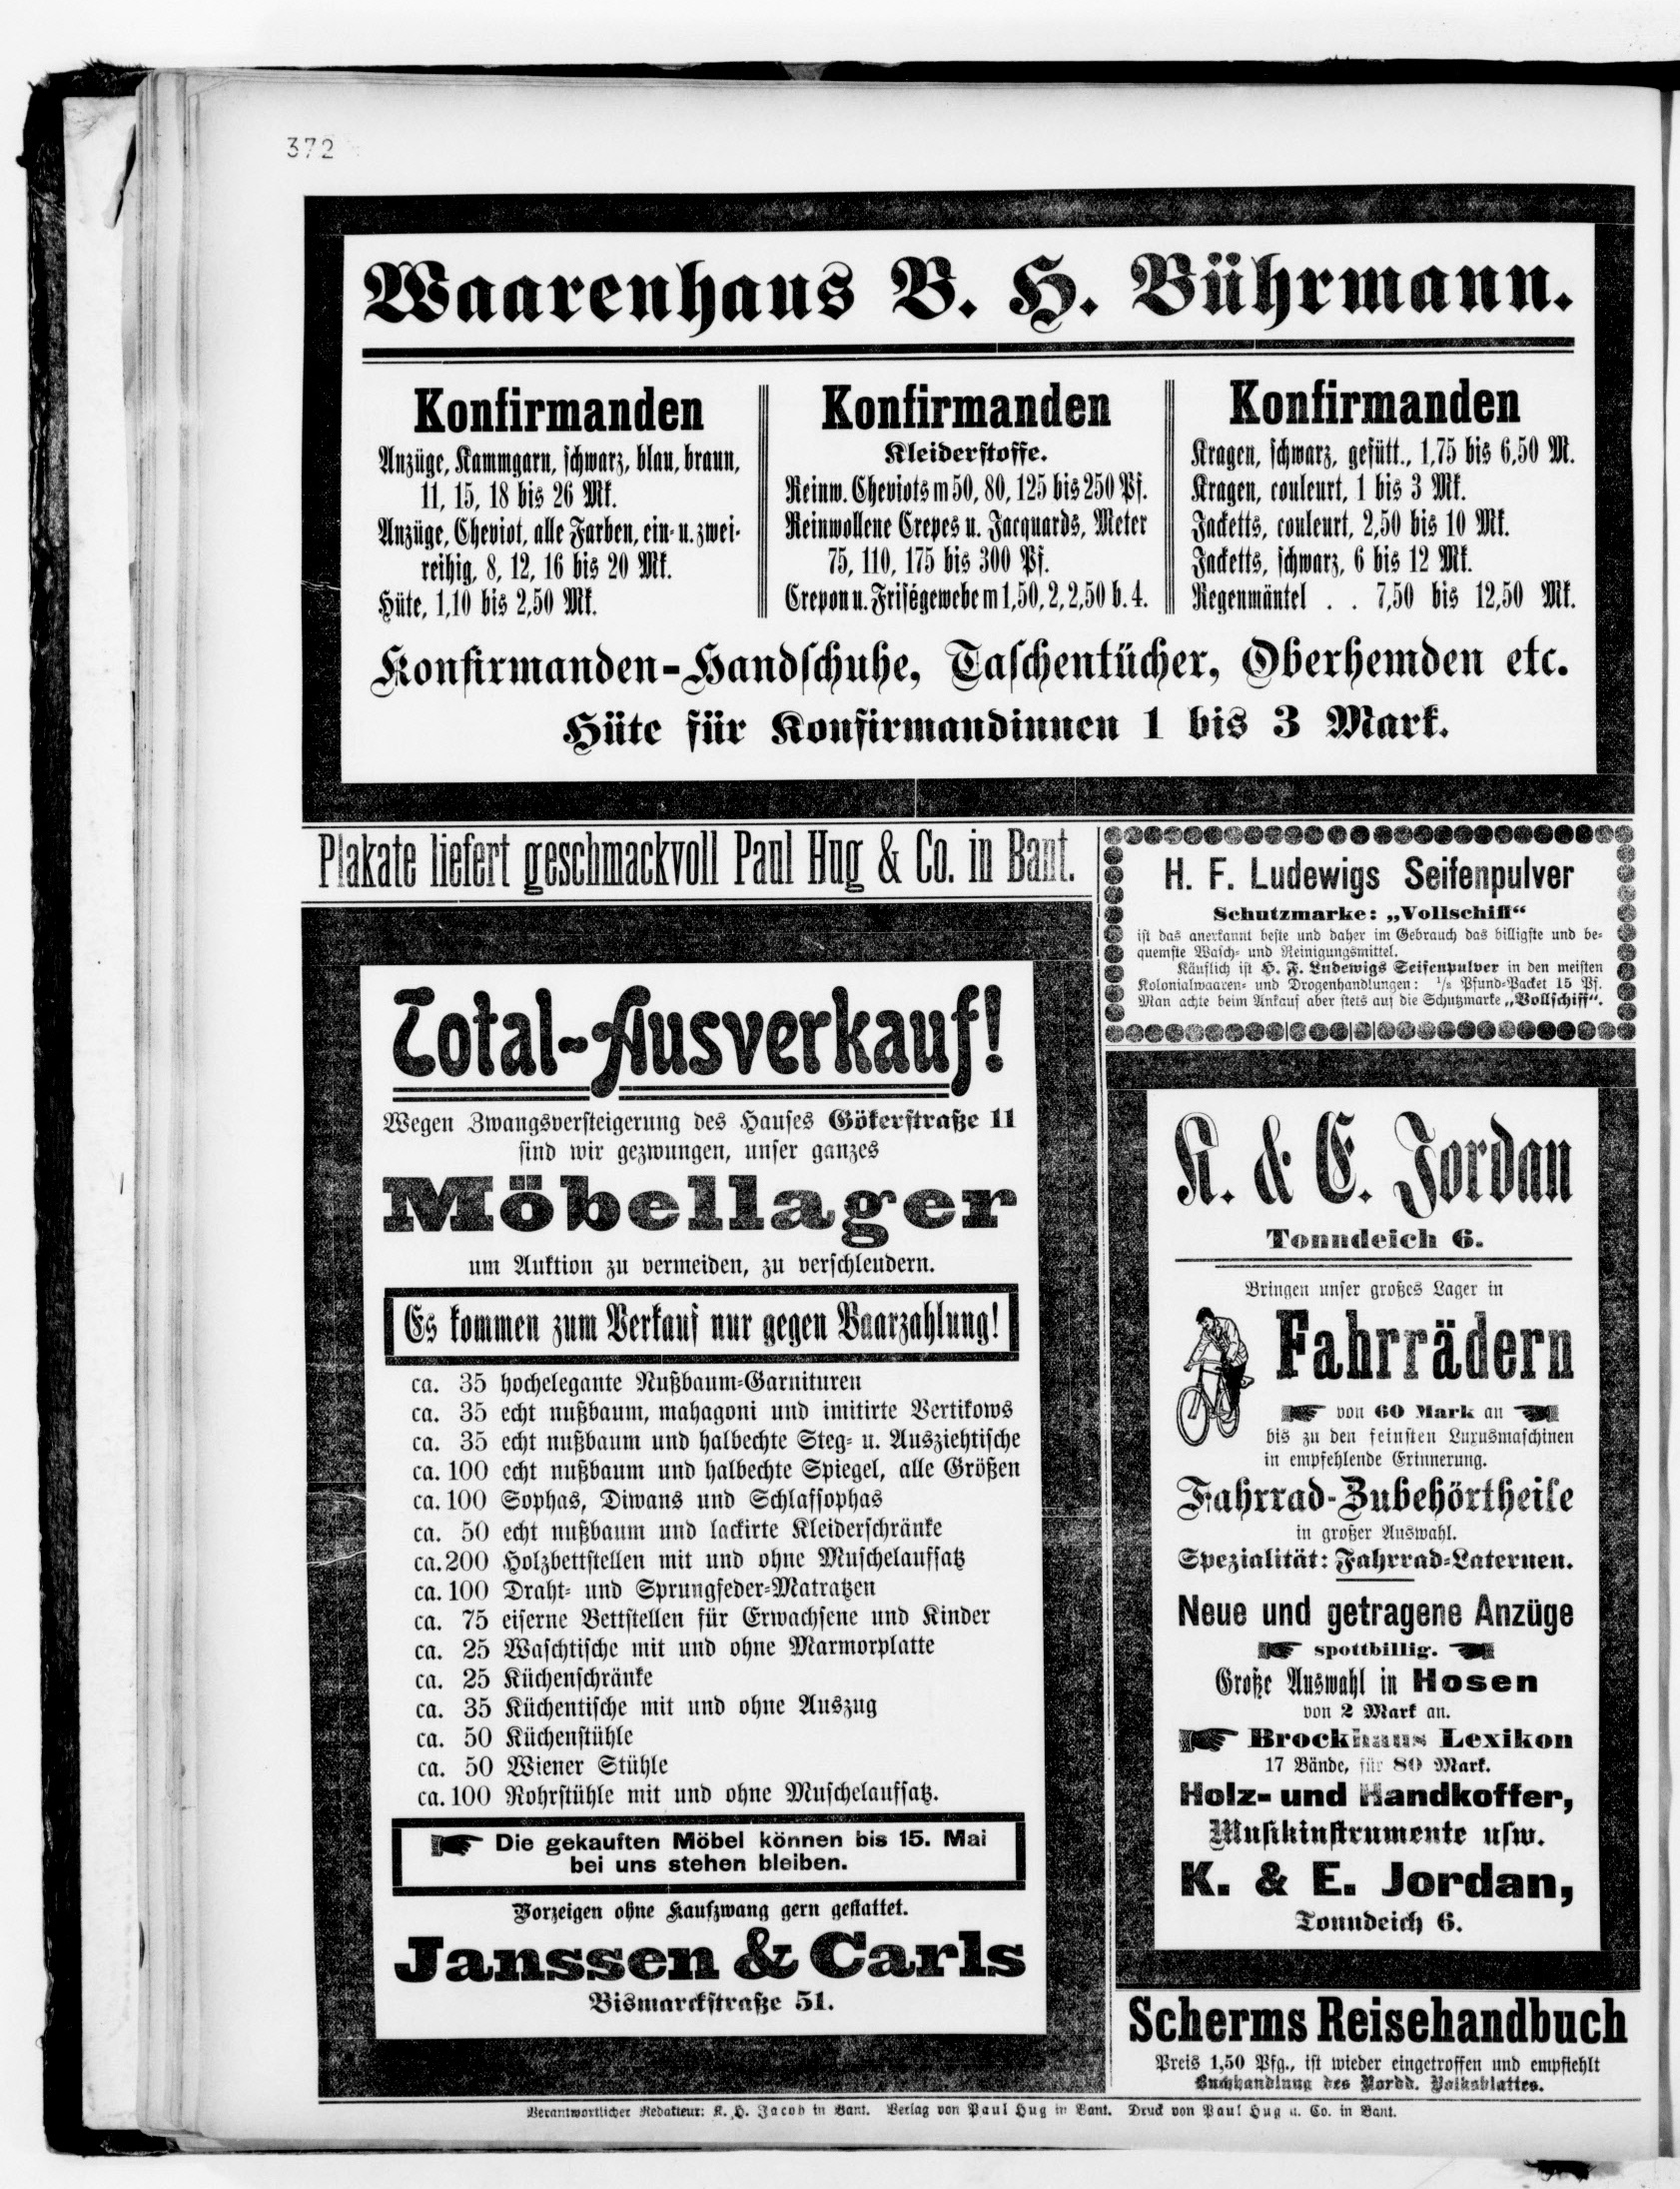 372
Waarenhaus B. H. Bührmann.
Konfirmanden
Anzüge, Kammgarn, schwarz, blau, braun,
11, 15, 18 bis 26 Mk.
Anzüge, Cheviot, alle Farben, ein- u. zwei-
reihig, 8, 12, 16 bis 20 Mk.
Hüte, 1,10 bis 2,50 Mk.
Konfirmanden
Kleiderstoffe.
Reinw. Cheviots m 50, 80, 125 bis 250 Pf.
Reinwollene Crepes u. Jacquards, Meter
75, 110, 175 bis 300 Pf.
Crepon u. Friségewebe m 1,50, 2, 2,50 b. 4.
Konfirmanden
Kragen, schwarz, gefütt., 1,75 bis 6,50 M.
Kragen, couleurt, 1 bis 3 Mk.
Jacketts, couleurt, 2,50 bis 10 Mk.
Jacketts, schwarz, 6 bis 12 Mk.
Regenmäntel . . 7,50 bis 12,50 Mk.
Konfirmanden-Handschuhe, Taschentücher, Oberhemden etc.
Hüte für Konfirmandinnen 1 bis 3 Mark.
Plakate liefert geschmackvoll Paul Hug & Co. in Bant.
Total-Ausverkauf!
Wegen Zwangsversteigerung des Hauses Gökerstraße 11
sind wir gezwungen, unser ganzes
Möbellager
um Auktion zu vermeiden, zu verschleudern.
Es kommen zum Verkauf nur gegen Baarzahlung!
ca. 35 hochelegante Nußbaum-Garnituren
ca. 35 echt nußbaum, mahagoni und imitirte Vertikows
ca. 35 echt nußbaum und halbechte Steg- u. Ausziehtische
ca. 100 echt nußbaum und halbechte Spiegel, alle Größen
ca. 100 Sophas, Diwans und Schlafsophas
ca. 50 echt nußbaum und lackirte Kleiderschränke
ca. 200 Holzbettstellen mit und ohne Muschelaufsatz
ca. 100 Draht- und Sprungfeder-Matratzen
ca. 75 eiserne Bettstellen für Erwachsene und Kinder
ca. 25 Waschtische mit und ohne Marmorplatte
ca. 25 Küchenschränke
ca. 35 Küchentische mit und ohne Auszug
ca. 50 Küchenstühle
ca. 50 Wiener Stühle
ca. 100 Rohrstühle mit und ohne Muschelaufsatz.
Die gekauften Möbel können bis 15. Mai
bei uns stehen bleiben.
Vorzeigen ohne Kaufzwang gern gestattet.
Janssen & Carls
Bismarckstraße 51.
H. F. Ludewigs Seifenpulver
Schutzmarke: „Vollschiff“
ist das anerkannt beste und daher im Gebrauch das billigste und be-
quemste Wasch- und Reinigungsmittel.
Käuflich ist H. F. Ludewigs Seifenpulver in den meisten
Kolonialwaaren- und Drogenhandlungen: 1/2 Pfund-Packet 15 Pf.
Man achte beim Ankauf aber stets auf die Schutzmarke „Vollschiff“.
K. & E. Jordan
Tonndeich 6.
Bringen unser großes Lager in
Fahrrädern
von 60 Mark an
bis zu den feinsten Luxusmaschinen
in empfehlende Erinnerung.
Fahrrad-Zubehörtheile
in großer Auswahl.
Spezialität: Fahrrad-Laternen.
Neue und getragene Anzüge
spottbillig.
Große Auswahl in Hosen
von 2 Mark an.
Brockhaus Lexikon
17 Bände, für 80 Mark.
Holz- und Handkoffer,
Musikinstrumente usw.
K. & E. Jordan,
Tonndeich 6.
Scherms Reisehandbuch
Preis 1,50 Pfg., ist wieder eingetroffen und empfiehlt
Buchhandlung des Nordd. Volksblattes.
Verantwortlicher Redakteur: K. H. Jacob in Bant. Verlag von Paul Hug in Bant. Druck von Paul Hug u. Co. in Bant.